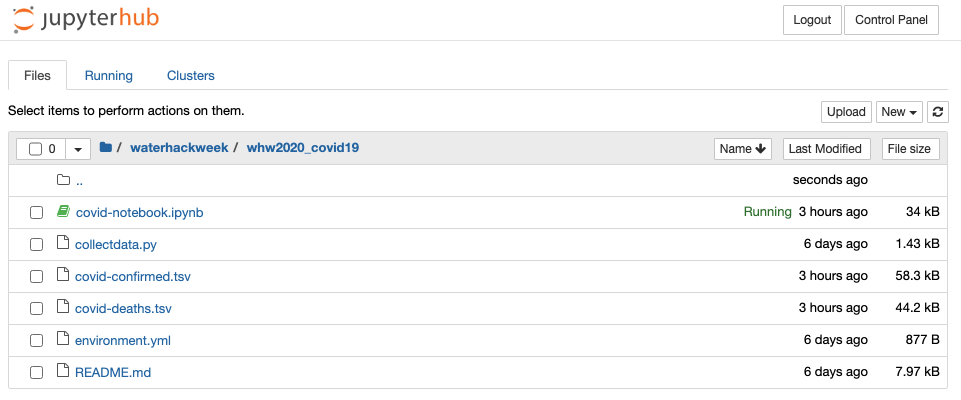 jupyterhub Logout Control Panel
Files Running Clusters
Select items to perform actions on them. Upload New
0 / waterhackweek / whw2020_covid19 Name Last Modified File size
.. seconds ago
covid-notebook.ipynb Running 3 hours ago 34 kB
collectdata.py 6 days ago 1.43 kB
covid-confirmed.tsv 3 hours ago 58.3 kB
covid-deaths.tsv 3 hours ago 44.2 kB
environment.yml 6 days ago 877 B
README.md 6 days ago 7.97 kB